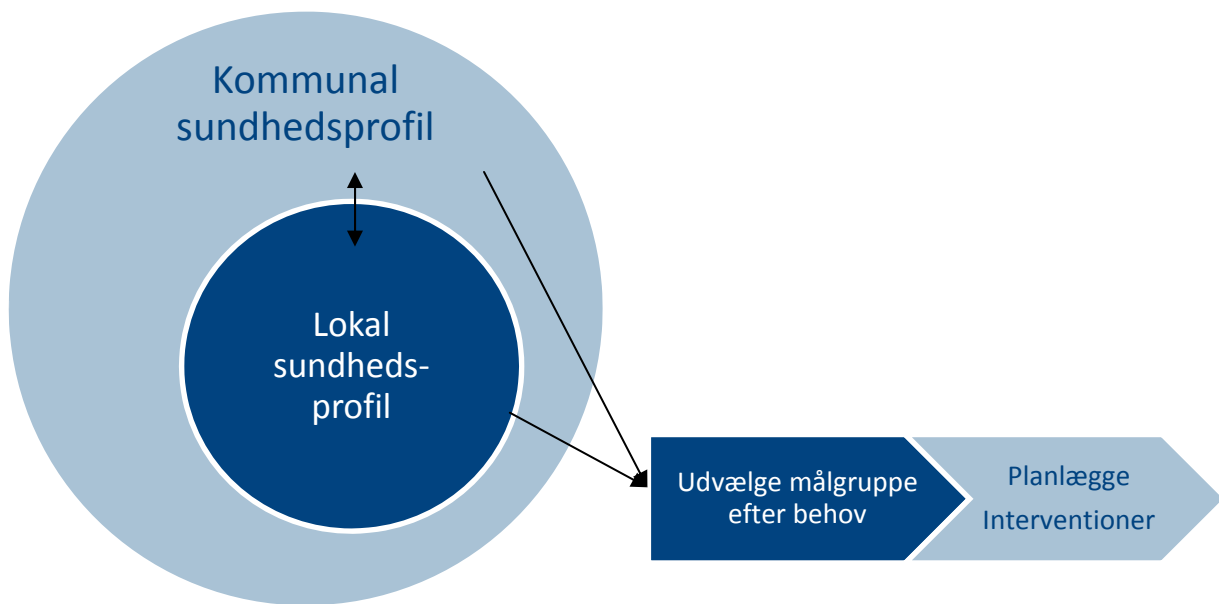 Kommunal
sundhedsprofil
Lokal
sundheds-
profil
Udvælge målgruppe
efter behov
Planlægge
Interventioner